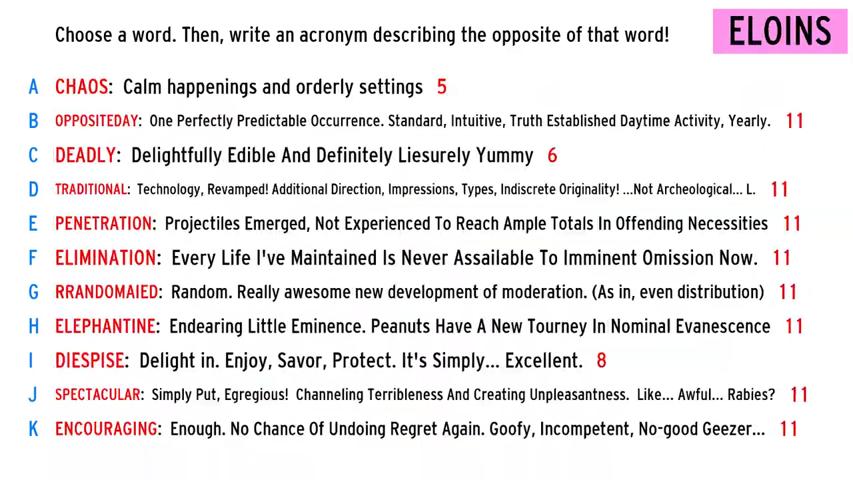 Choose a word. Then, write an acronym describing the opposite of that word!
ELOINS
A CHAOS: Calm happenings and orderly settings 5
B OPPOSITEDAY: One Perfectly Predictable Occurrence. Standard, Intuitive, Truth Established Daytime Activity, Yearly. 11
C DEADLY: Delightfully Edible And Definitely Liesurely Yummy 6
D TRADITIONAL: Technology, Revamped! Additional Direction, Impressions, Types, Indiscrete Originality! ...Not Archeological... L. 11
E PENETRATION: Projectiles Emerged, Not Experienced To Reach Ample Totals In Offending Necessities 11
F ELIMINATION: Every Life I've Maintained Is Never Assailable To Imminent Omission Now. 11
G RRANDOMAIED: Random. Really awesome new development of moderation. (As in, even distribution) 11
H ELEPHANTINE: Endearing Little Eminence. Peanuts Have A New Tourney In Nominal Evanescence 11
I DIESPISE: Delight in. Enjoy, Savor, Protect. It's Simply... Excellent. 8
J SPECTACULAR: Simply Put, Egregious! Channeling Terribleness And Creating Unpleasantness. Like... Awful... Rabies? 11
K ENCOURAGING: Enough. No Chance Of Undoing Regret Again. Goofy, Incompetent, No-good Geezer... 11